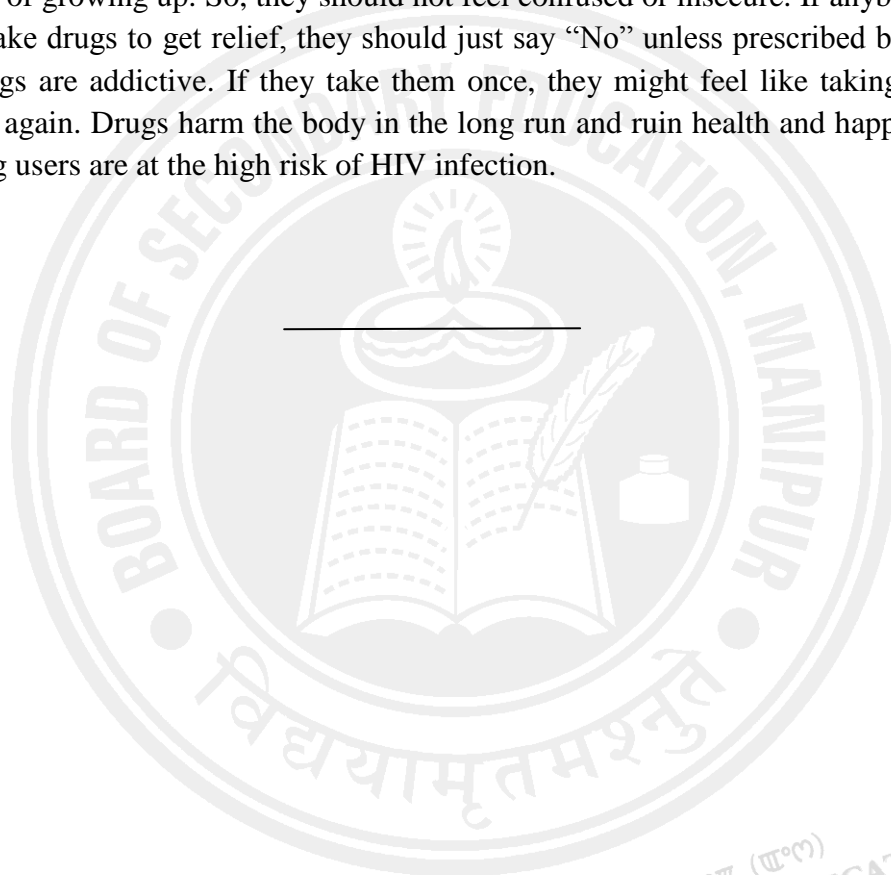 of growing up. So, they should not feel confused or insecure. If anyb
ake drugs to get relief, they should just say “No” unless prescribed b
gs are addictive. If they take them once, they might feel like taking
again. Drugs harm the body in the long run and ruin health and happ
g users are at the high risk of HIV infection.
BOARD OF SECONDARY EDUCATION, MANIPUR
विद्ययामृतमश्नुते